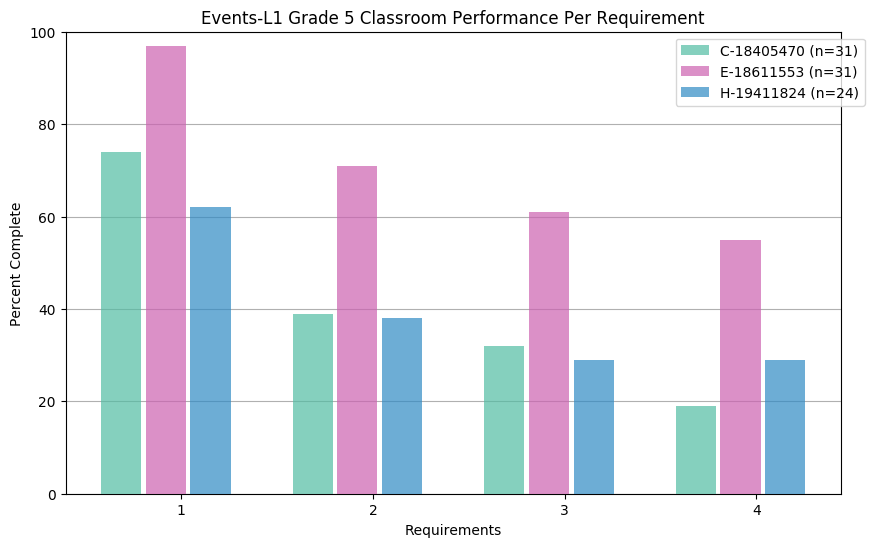 Events-L1 Grade 5 Classroom Performance Per Requirement
100
80
60
40
20
0
Percent Complete
C-18405470 (n=31)
E-18611553 (n=31)
H-19411824 (n=24)
1 2 3 4
Requirements